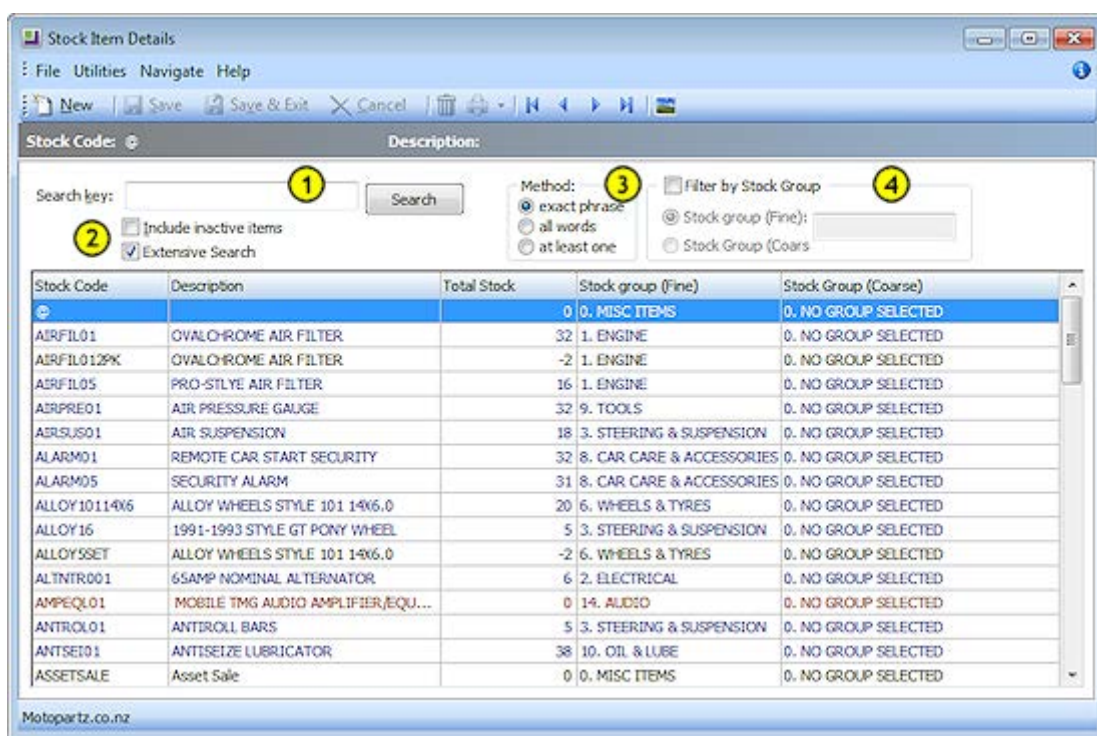 Stock Item Details
File Utilities Navigate Help
New Save Save & Exit Cancel
Stock Code: @ Description:
Search key: 1 Search Method: 3 Filter by Stock Group 4
exact phrase Stock group (Fine):
2 Include inactive items all words
Extensive Search at least one Stock Group (Coars
Stock Code Description Total Stock Stock group (Fine) Stock Group (Coarse)
@ 0 0. MISC ITEMS 0. NO GROUP SELECTED
AIRFIL01 OVALCHROME AIR FILTER 32 1. ENGINE 0. NO GROUP SELECTED
AIRFIL012PK OVALCHROME AIR FILTER -2 1. ENGINE 0. NO GROUP SELECTED
AIRFIL05 PRO-STLYE AIR FILTER 16 1. ENGINE 0. NO GROUP SELECTED
AIRPRE01 AIR PRESSURE GAUGE 32 9. TOOLS 0. NO GROUP SELECTED
AIRSUS01 AIR SUSPENSION 18 3. STEERING & SUSPENSION 0. NO GROUP SELECTED
ALARM01 REMOTE CAR START SECURITY 32 8. CAR CARE & ACCESSORIES 0. NO GROUP SELECTED
ALARM05 SECURITY ALARM 31 8. CAR CARE & ACCESSORIES 0. NO GROUP SELECTED
ALLOY10114X6 ALLOY WHEELS STYLE 101 14X6.0 20 6. WHEELS & TYRES 0. NO GROUP SELECTED
ALLOY16 1991-1993 STYLE GT PONY WHEEL 5 3. STEERING & SUSPENSION 0. NO GROUP SELECTED
ALLOY5SET ALLOY WHEELS STYLE 101 14X6.0 -2 6. WHEELS & TYRES 0. NO GROUP SELECTED
ALTNTR001 65AMP NOMINAL ALTERNATOR 6 2. ELECTRICAL 0. NO GROUP SELECTED
AMPEQL01 MOBILE TMG AUDIO AMPLIFIER/EQU... 0 14. AUDIO 0. NO GROUP SELECTED
ANTROL01 ANTIROLL BARS 5 3. STEERING & SUSPENSION 0. NO GROUP SELECTED
ANTSEI01 ANTISEIZE LUBRICATOR 38 10. OIL & LUBE 0. NO GROUP SELECTED
ASSETSALE Asset Sale 0 0. MISC ITEMS 0. NO GROUP SELECTED
Motopartz.co.nz